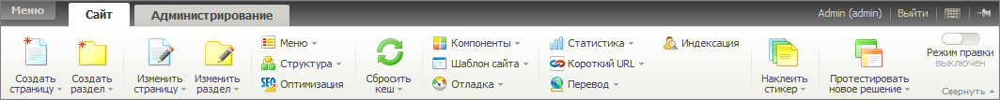 Меню Сайт Администрирование Admin (admin) Выйти
Создать страницу
Создать раздел
Изменить страницу
Изменить раздел
Меню
Структура
SEO Оптимизация
Сбросить кеш
Компоненты
Шаблон сайта
Отладка
Статистика
Короткий URL
Перевод
Индексация
Наклеить стикер
Протестировать новое решение
Режим правки
выключен
Свернуть